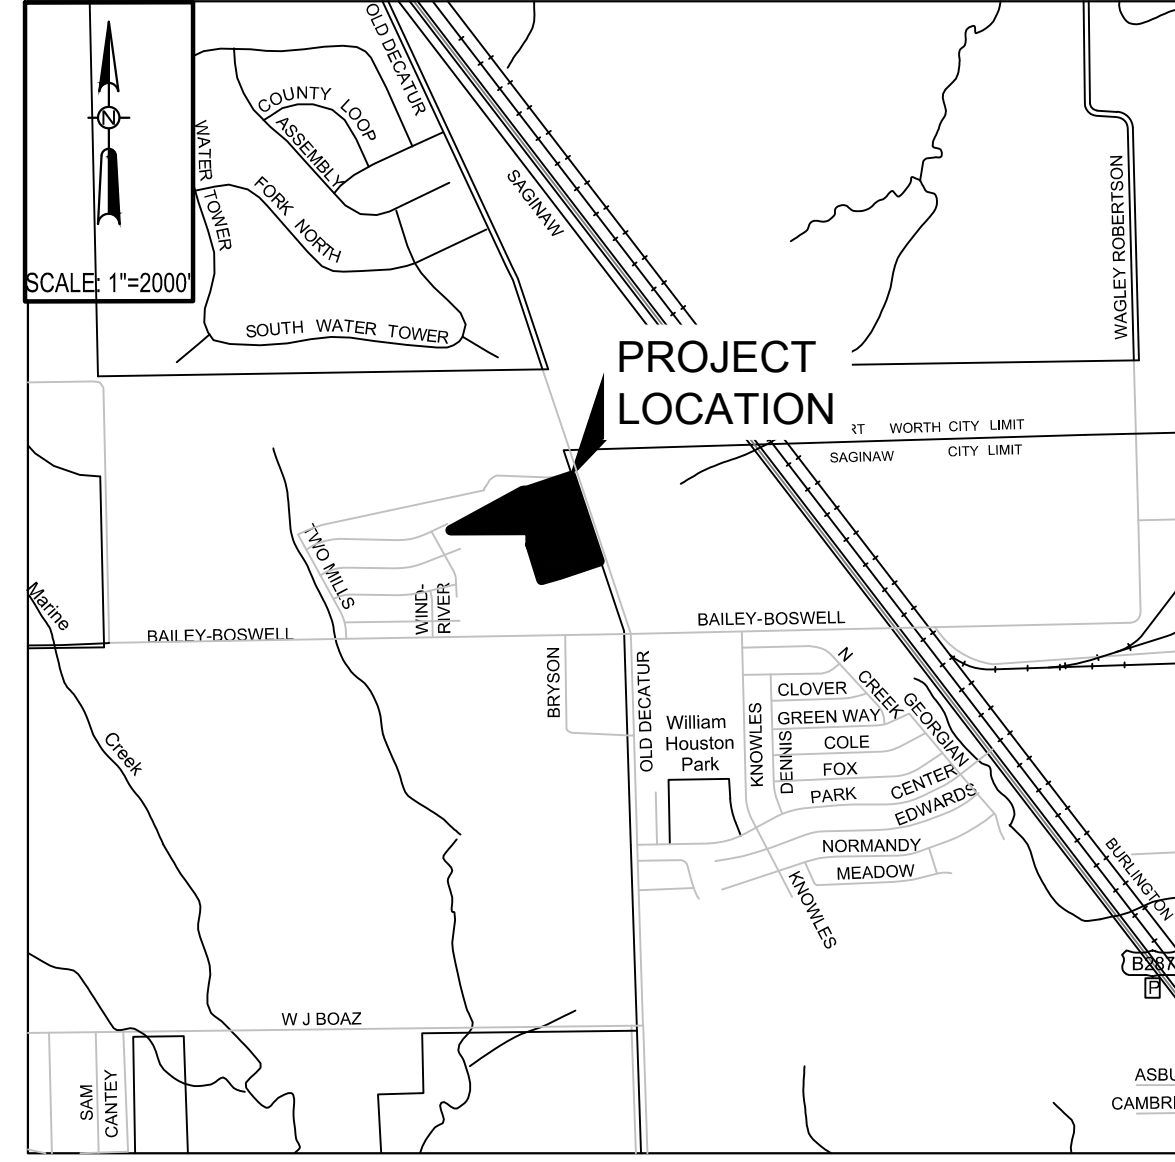 OLD DECATUR
COUNTY LOOP
ASSEMBLY
WATER TOWER
FORK NORTH
N
SCALE: 1"=2000'
SOUTH WATER TOWER
SAGINAW
WAGLEY ROBERTSON
PROJECT
LOCATION
RT WORTH CITY LIMIT
SAGINAW CITY LIMIT
TWO MILLS
WIND-
RIVER
Marine
BAILEY-BOSWELL
BAILEY-BOSWELL
BRYSON
OLD DECATUR
William
Houston
Park
KNOWLES
DENNIS
N CREEK
GEORGIAN
CLOVER
GREEN WAY
COLE
FOX
PARK CENTER
EDWARDS
NORMANDY
MEADOW
KNOWLES
Creek
BURLINGTON
B287
P
W J BOAZ
SAM
CANTEY
ASBU
CAMBRI